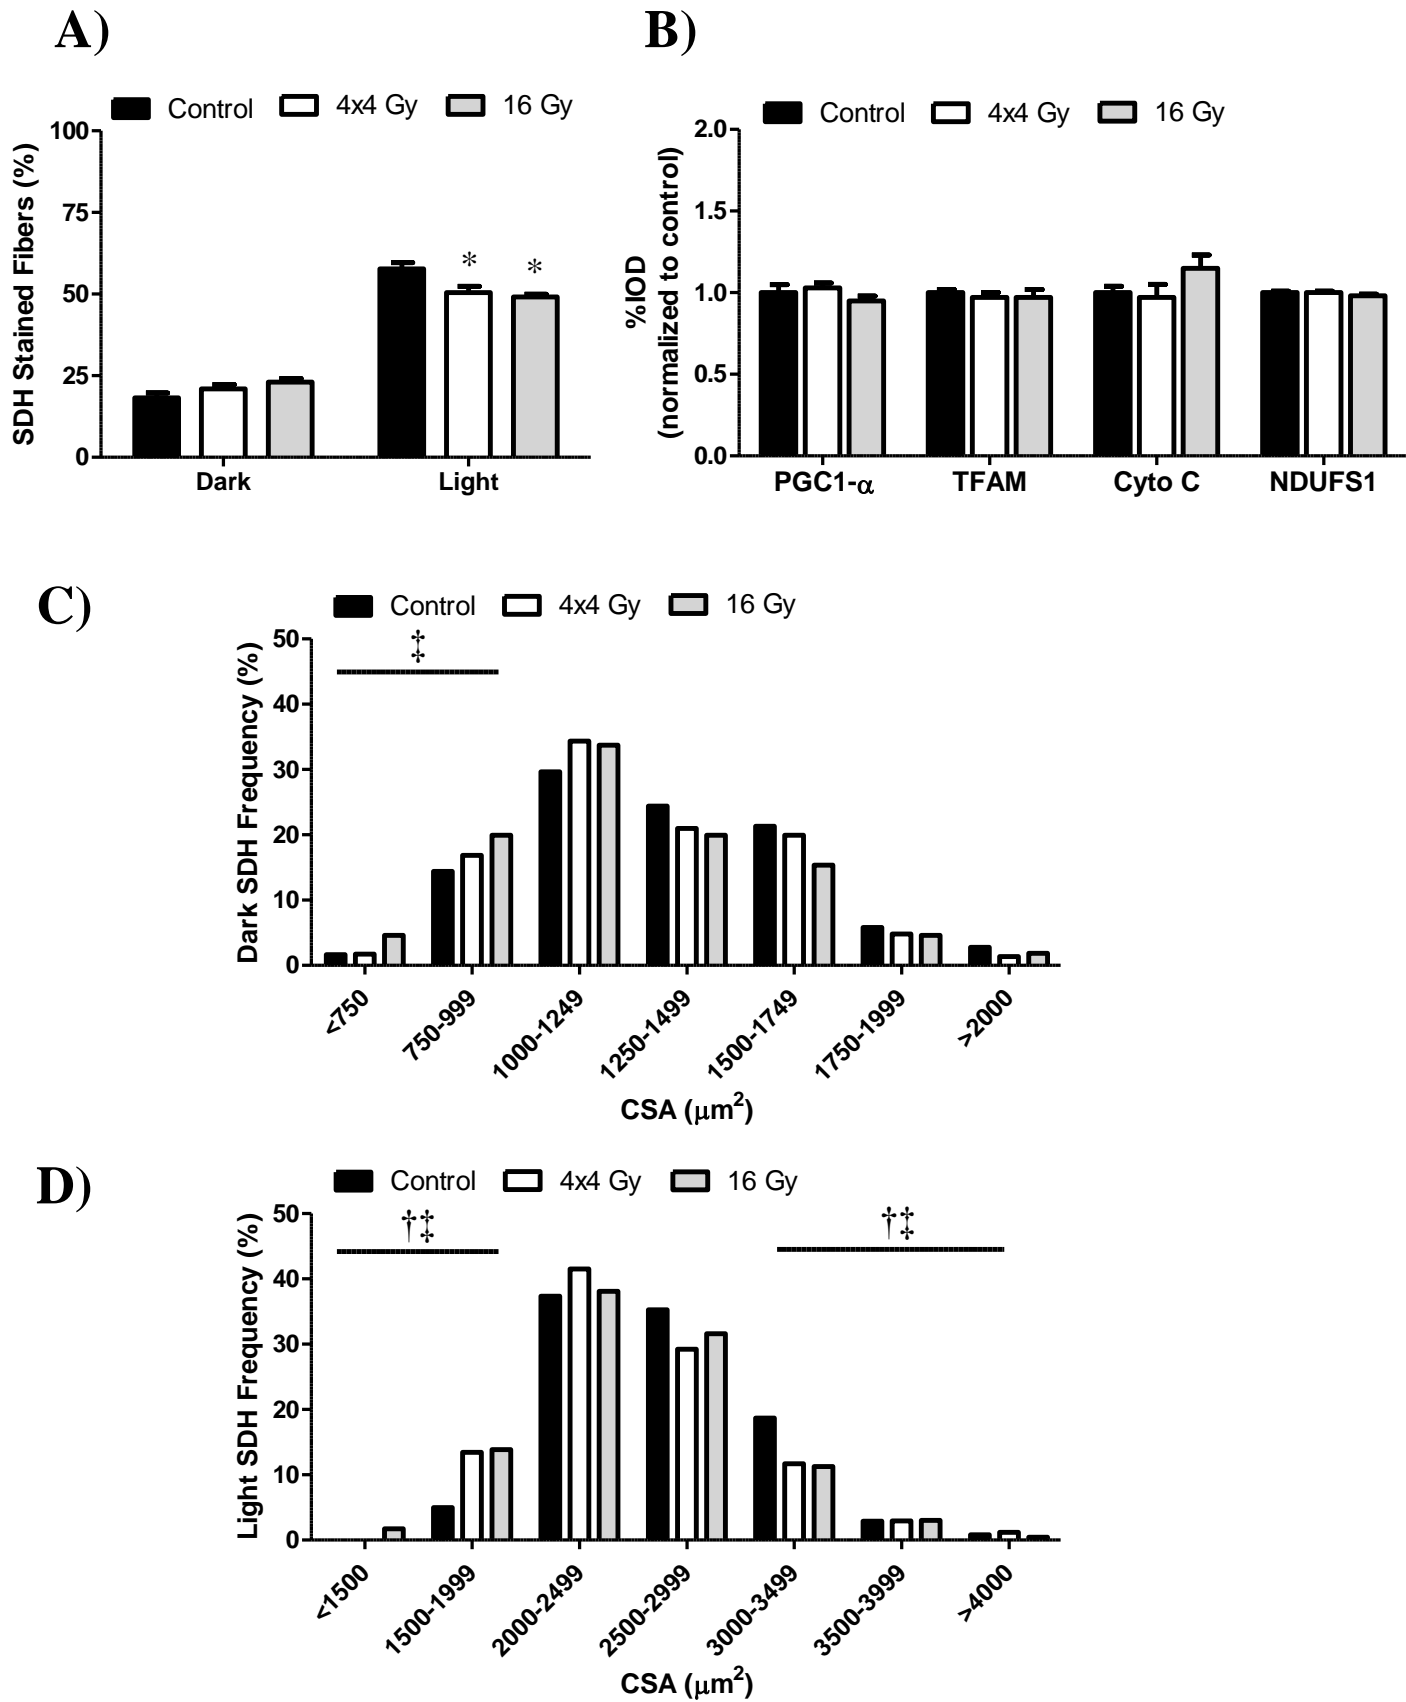 A)
Control 4x4 Gy 16 Gy
SDH Stained Fibers (%)
100
75
50
25
0
* *
Dark Light
B)
Control 4x4 Gy 16 Gy
%IOD
(normalized to control)
2.0
1.5
1.0
0.5
0.0
PGC1-α TFAM Cyto C NDUFS1
C)
Control 4x4 Gy 16 Gy
‡
Dark SDH Frequency (%)
50
40
30
20
10
0
<750 750-999 1000-1249 1250-1499 1500-1749 1750-1999 >2000
CSA (μm²)
D)
Control 4x4 Gy 16 Gy
†‡ †‡
Light SDH Frequency (%)
50
40
30
20
10
0
<1500 1500-1999 2000-2499 2500-2999 3000-3499 3500-3999 >4000
CSA (μm²)